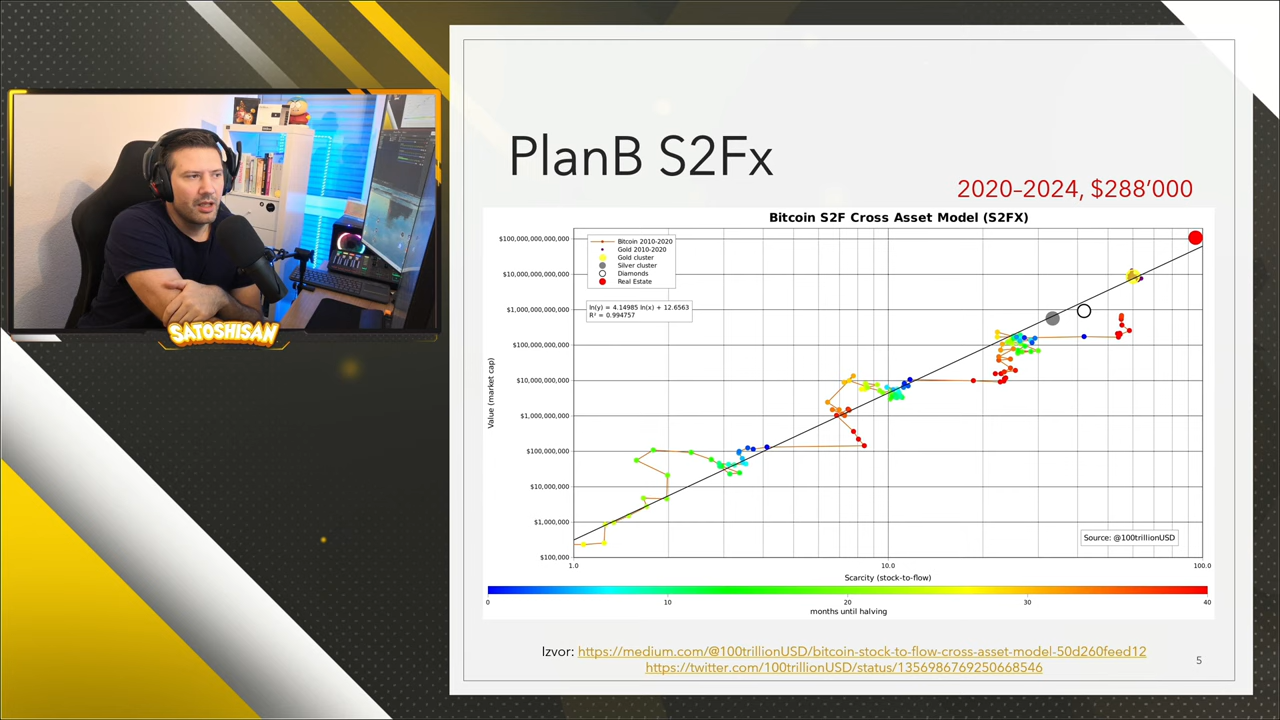 SATOSHISAN
PlanB S2Fx
2020–2024, $288’000
Bitcoin S2F Cross Asset Model (S2FX)
$100,000,000,000,000
$10,000,000,000,000
$1,000,000,000,000
$100,000,000,000
$10,000,000,000
$1,000,000,000
$100,000,000
$10,000,000
$1,000,000
$100,000
Value (market cap)
Bitcoin 2010-2020
Gold 2010-2020
Gold cluster
Silver cluster
Diamonds
Real Estate
ln(y) = 4.14985 ln(x) + 12.6563
R² = 0.994757
Source: @100trillionUSD
1.0 10.0 100.0
Scarcity (stock-to-flow)
0 10 20 30 40
months until halving
Izvor: https://medium.com/@100trillionUSD/bitcoin-stock-to-flow-cross-asset-model-50d260feed12
https://twitter.com/100trillionUSD/status/1356986769250668546
5